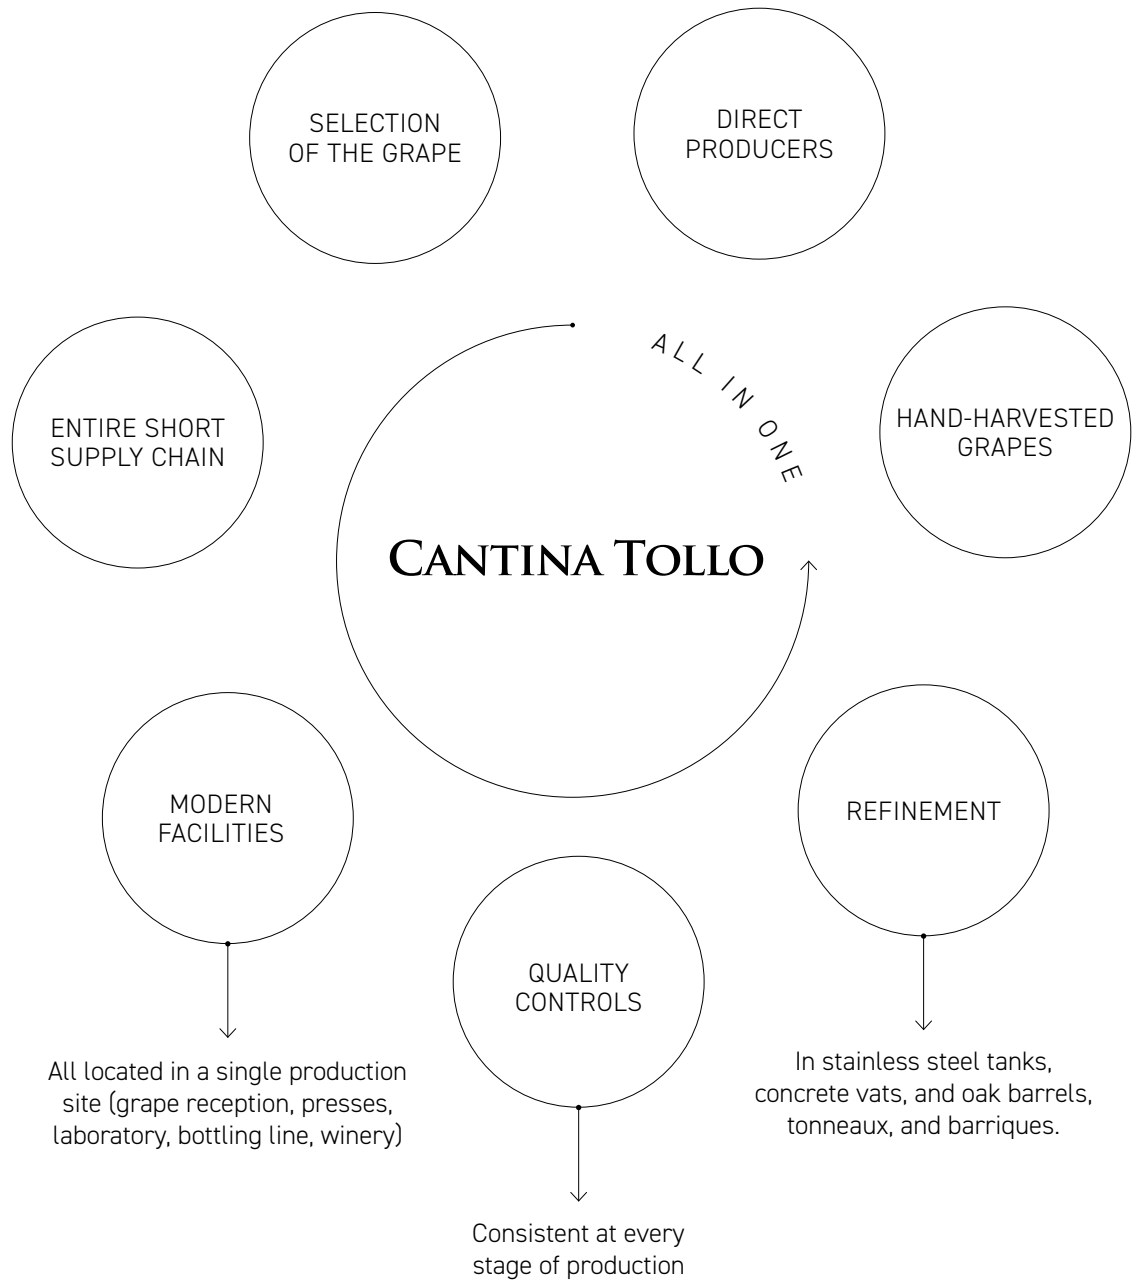 SELECTION
OF THE GRAPE
DIRECT
PRODUCERS
ALL IN ONE
ENTIRE SHORT
SUPPLY CHAIN
HAND-HARVESTED
GRAPES
CANTINA TOLLO
MODERN
FACILITIES
REFINEMENT
QUALITY
CONTROLS
All located in a single production
site (grape reception, presses,
laboratory, bottling line, winery)
In stainless steel tanks,
concrete vats, and oak barrels,
tonneaux, and barriques.
Consistent at every
stage of production